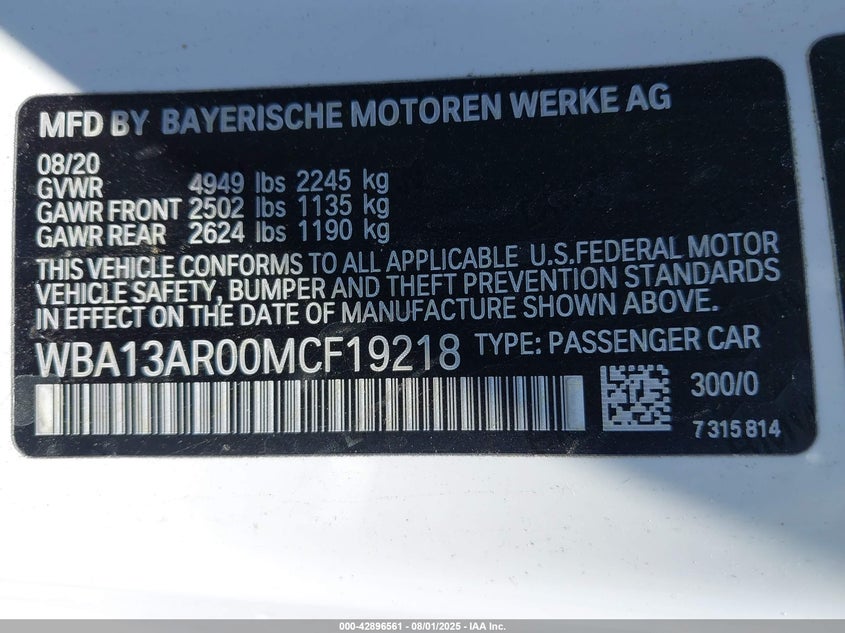 MFD BY BAYERISCHE MOTOREN WERKE AG
08/20
GVWR 4949 lbs 2245 kg
GAWR FRONT 2502 lbs 1135 kg
GAWR REAR 2624 lbs 1190 kg
THIS VEHICLE CONFORMS TO ALL APPLICABLE U.S.FEDERAL MOTOR
VEHICLE SAFETY, BUMPER AND THEFT PREVENTION STANDARDS
IN EFFECT ON THE DATE OF MANUFACTURE SHOWN ABOVE.
WBA13AR00MCF19218 TYPE: PASSENGER CAR
300/0
7 315 814
000-42896561 | 08/01/2025 - IAA Inc.